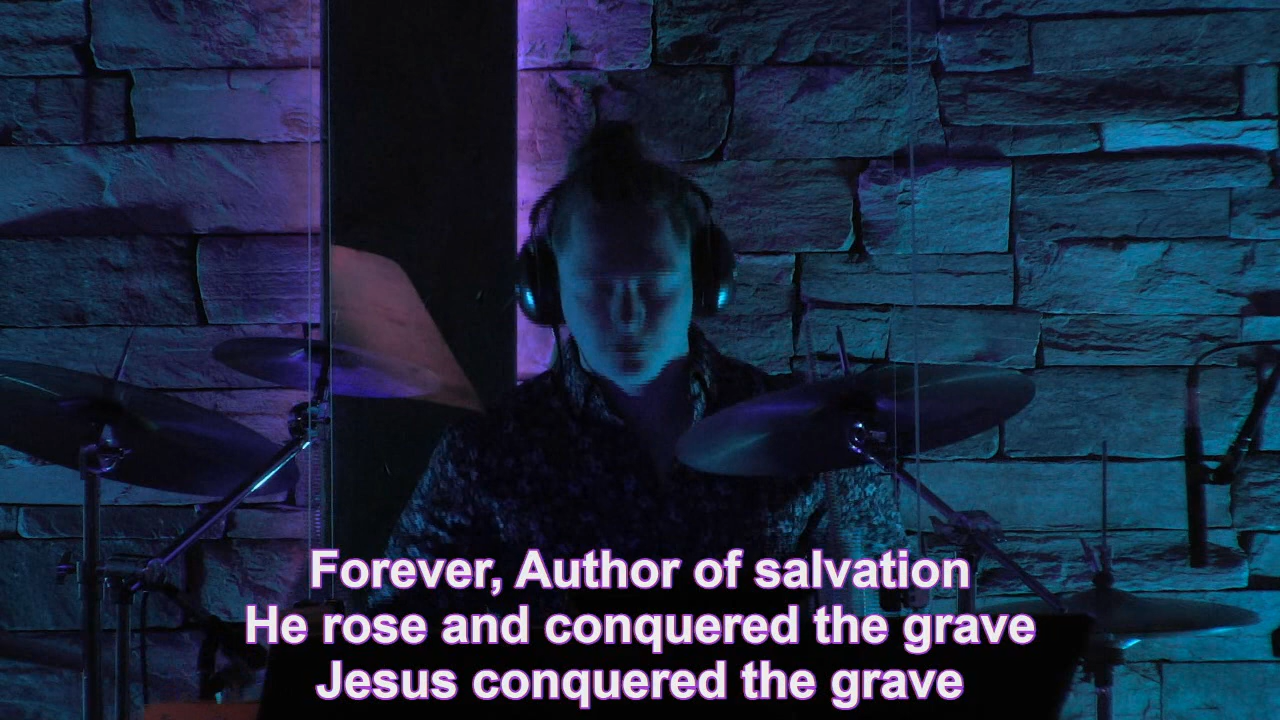 Forever, Author of salvation
He rose and conquered the grave
Jesus conquered the grave